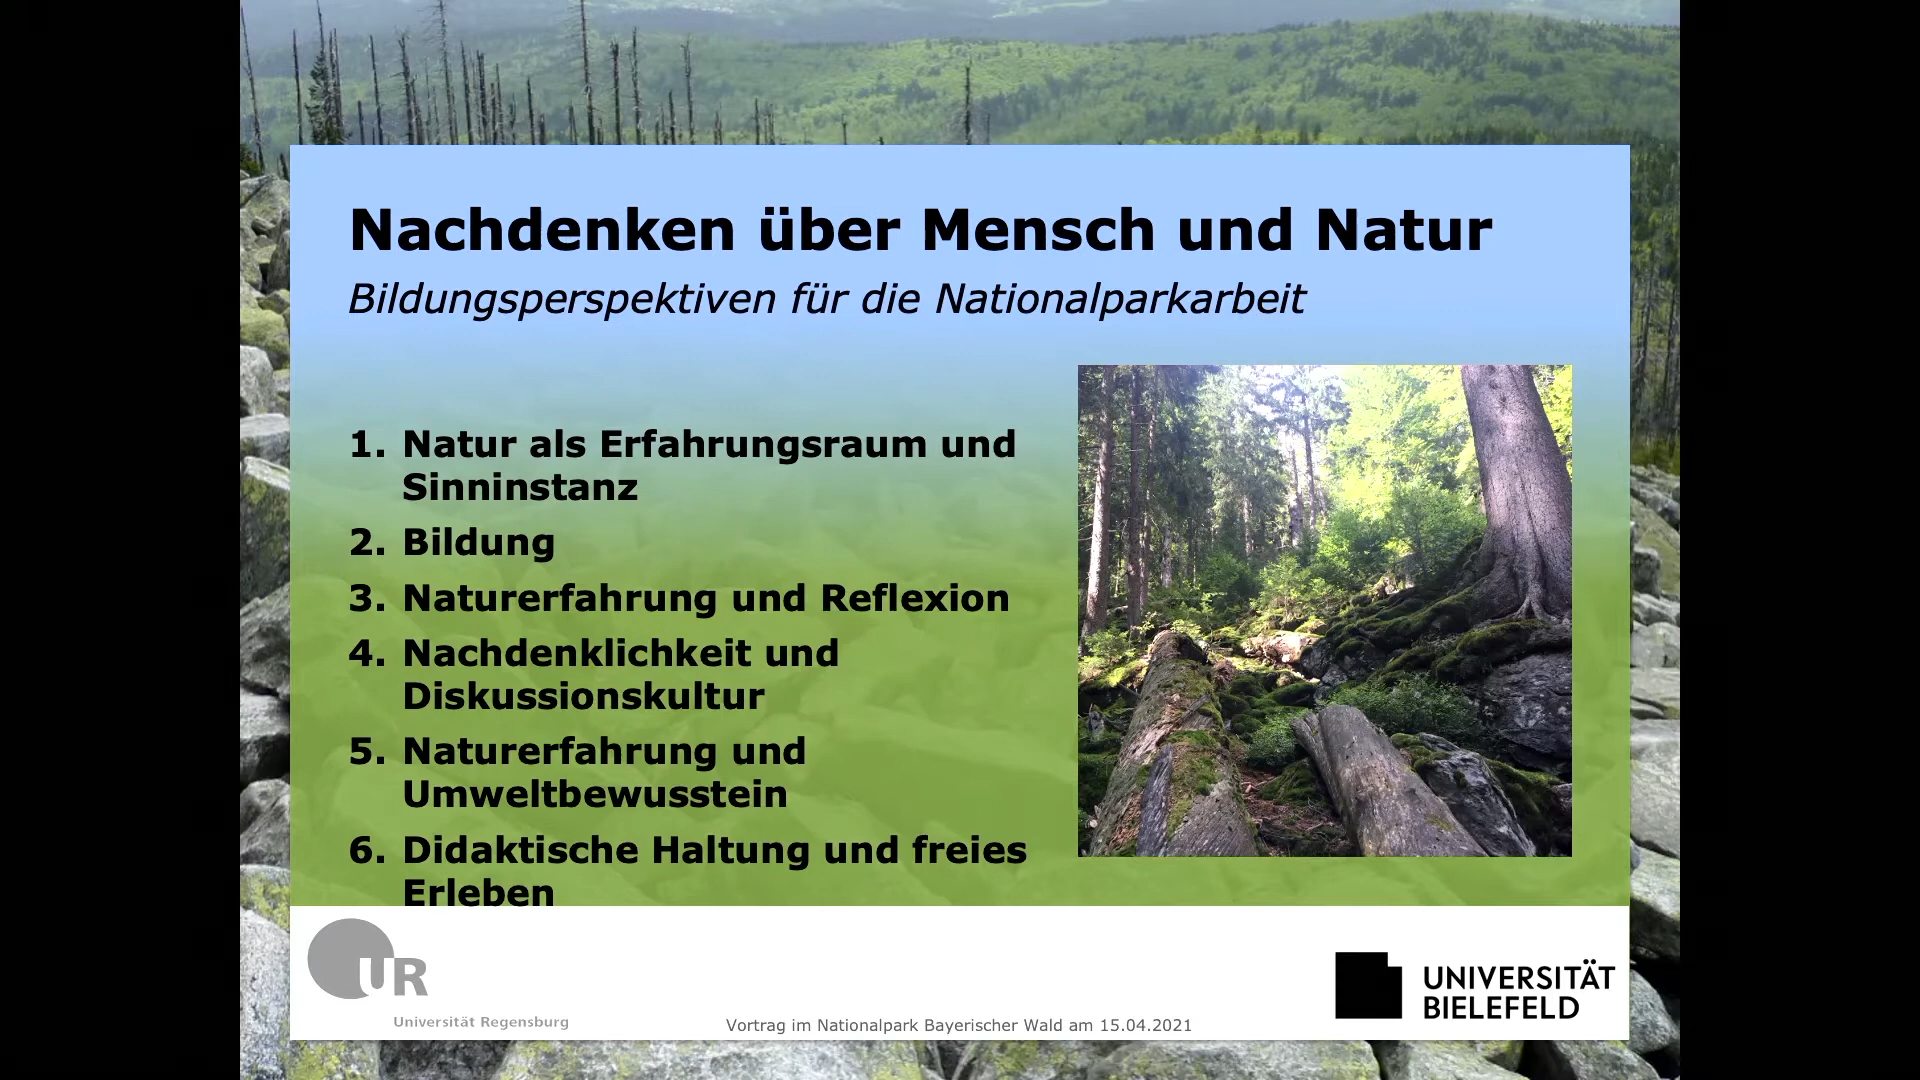 Nachdenken über Mensch und Natur
Bildungsperspektiven für die Nationalparkarbeit
1. Natur als Erfahrungsraum und
Sinninstanz
2. Bildung
3. Naturerfahrung und Reflexion
4. Nachdenklichkeit und
Diskussionskultur
5. Naturerfahrung und
Umweltbewusstein
6. Didaktische Haltung und freies
Erleben
UR
Universität Regensburg
Vortrag im Nationalpark Bayerischer Wald am 15.04.2021
UNIVERSITÄT
BIELEFELD